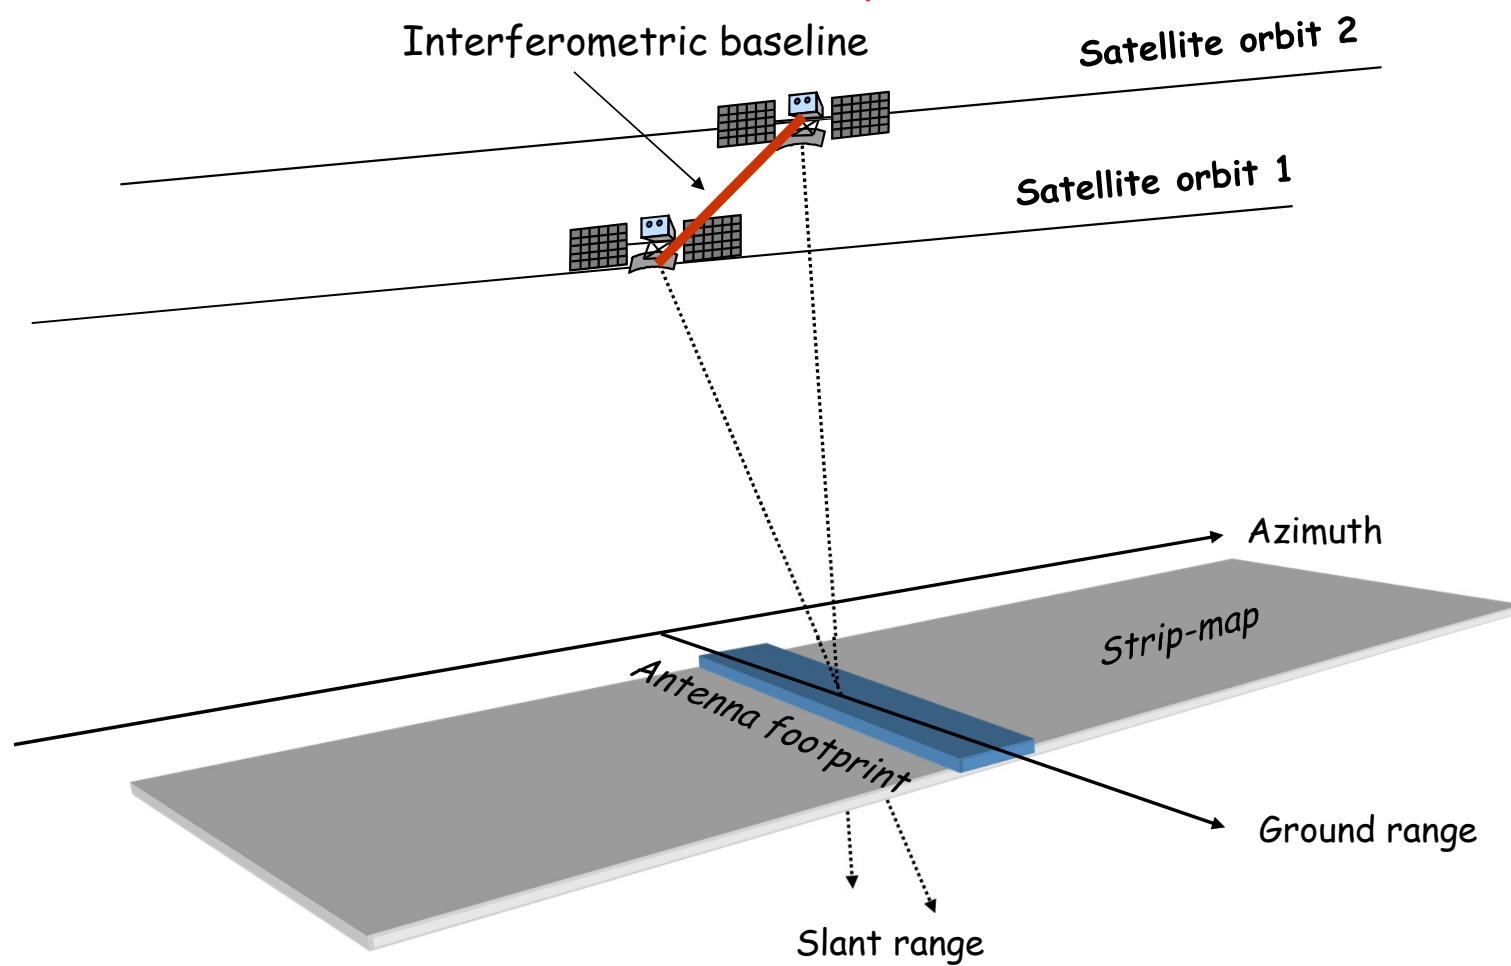 Interferometric baseline
Satellite orbit 2
Satellite orbit 1
Azimuth
Strip-map
Antenna footprint
Ground range
Slant range